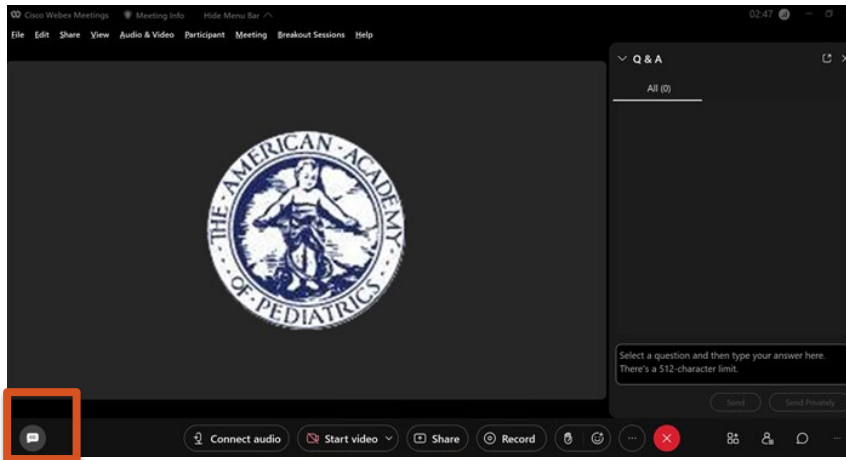 Cisco Webex Meetings Meeting Info Hide Menu Bar 02:47
File Edit Share View Audio & Video Participant Meeting Breakout Sessions Help
Q & A
All (0)
THE · AMERICAN · ACADEMY · OF · PEDIATRICS
Select a question and then type your answer here.
There's a 512-character limit.
Send Send Privately
Connect audio Start video Share Record